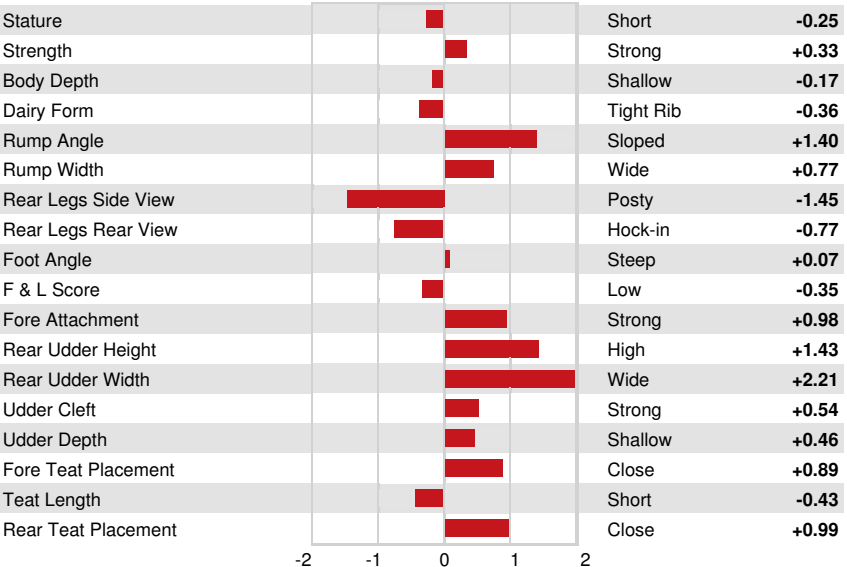 Stature Short -0.25
Strength Strong +0.33
Body Depth Shallow -0.17
Dairy Form Tight Rib -0.36
Rump Angle Sloped +1.40
Rump Width Wide +0.77
Rear Legs Side View Posty -1.45
Rear Legs Rear View Hock-in -0.77
Foot Angle Steep +0.07
F & L Score Low -0.35
Fore Attachment Strong +0.98
Rear Udder Height High +1.43
Rear Udder Width Wide +2.21
Udder Cleft Strong +0.54
Udder Depth Shallow +0.46
Fore Teat Placement Close +0.89
Teat Length Short -0.43
Rear Teat Placement Close +0.99
-2 -1 0 1 2